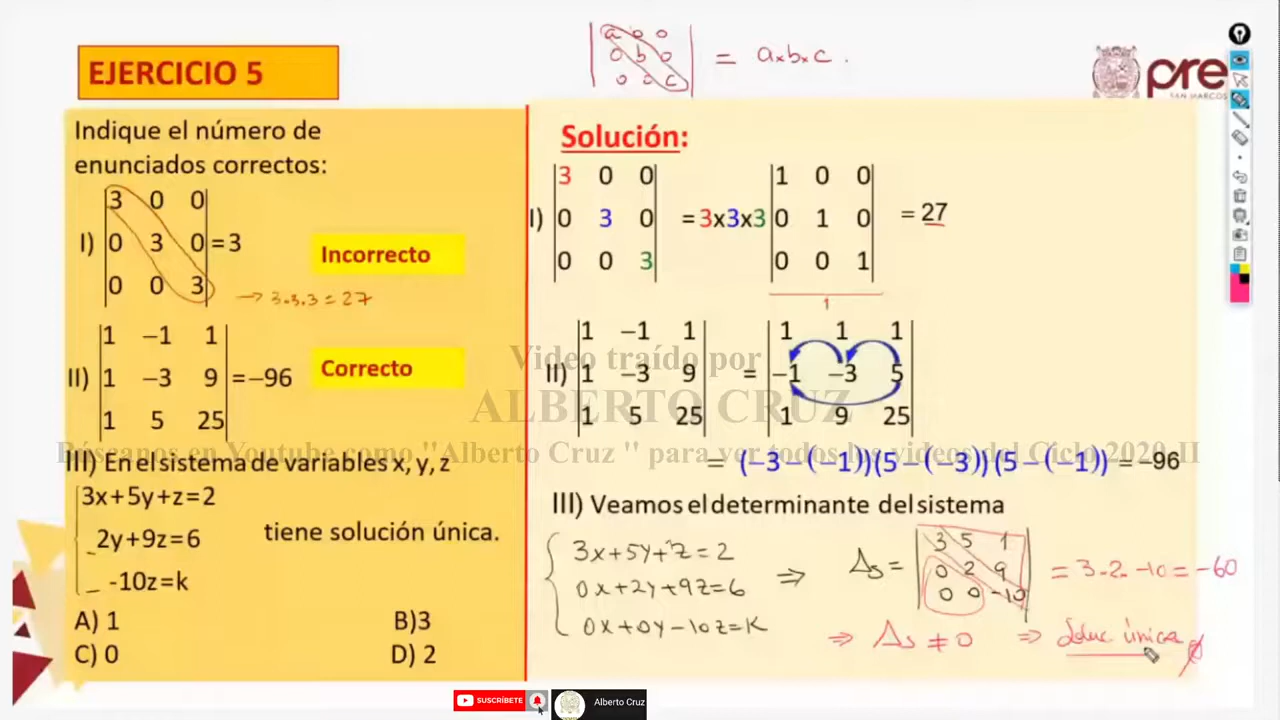 a 0 0
0 b 0 = a×b×c.
0 0 c
EJERCICIO 5
pre
SAN MARCOS
Indique el número de
enunciados correctos:
3 0 0
I) 0 3 0 = 3
0 0 3
Incorrecto
→ 3.3.3 = 27
1 −1 1
II) 1 −3 9 = −96
1 5 25
Correcto
III) En el sistema de variables x, y, z
3x+5y+z=2
2y+9z=6
-10z=k
tiene solución única.
A) 1 B)3
C) 0 D) 2
Solución:
3 0 0 1 0 0
I) 0 3 0 = 3x3x3 0 1 0 = 27
0 0 3 0 0 1
1
1 −1 1 1 1 1
II) 1 −3 9 = −1 −3 5
1 5 25 1 9 25
= (−3−(−1))(5−(−3))(5−(−1)) = −96
III) Veamos el determinante del sistema
3x+5y+z=2
0x+2y+9z=6
0x+0y−10z=K
⇒ Δs =
3 5 1
0 2 9
0 0 -10
= 3.2.-10 = -60
⇒ Δs ≠ 0 ⇒ Soluc única
Video traído por
ALBERTO CRUZ
Búscanos en Youtube como "Alberto Cruz " para ver todos los videos del Ciclo 2020-II
SUSCRÍBETE
Alberto Cruz